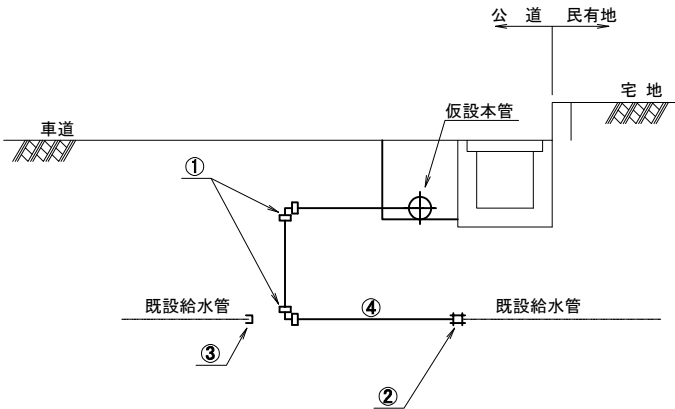 公 道 民有地
宅 地
仮設本管
車道
①
既設給水管 ④ 既設給水管
③
②